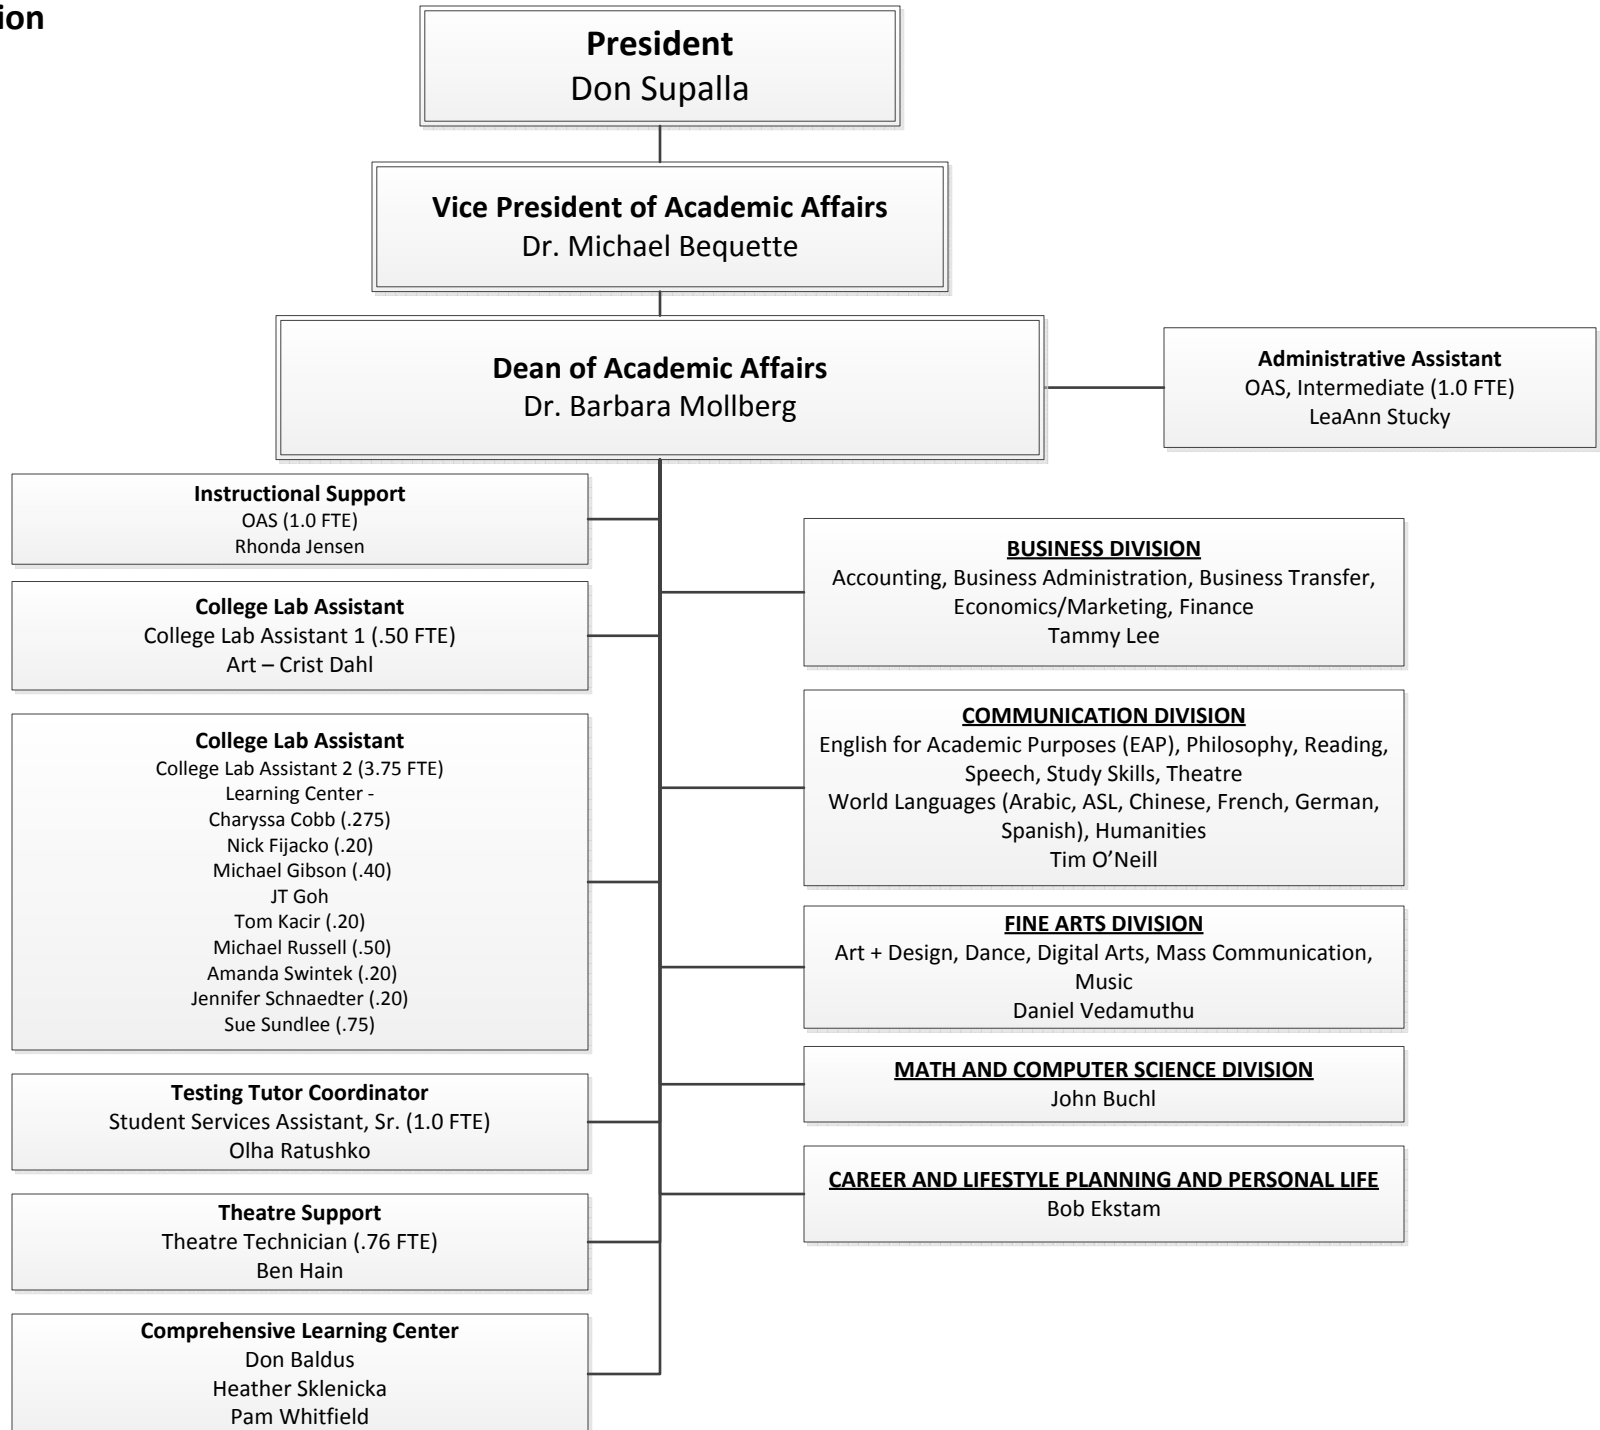 ion
President
Don Supalla
Vice President of Academic Affairs
Dr. Michael Bequette
Dean of Academic Affairs
Dr. Barbara Mollberg
Administrative Assistant
OAS, Intermediate (1.0 FTE)
LeaAnn Stucky
Instructional Support
OAS (1.0 FTE)
Rhonda Jensen
College Lab Assistant
College Lab Assistant 1 (.50 FTE)
Art – Crist Dahl
College Lab Assistant
College Lab Assistant 2 (3.75 FTE)
Learning Center -
Charyssa Cobb (.275)
Nick Fijacko (.20)
Michael Gibson (.40)
JT Goh
Tom Kacir (.20)
Michael Russell (.50)
Amanda Swintek (.20)
Jennifer Schnaedter (.20)
Sue Sundlee (.75)
Testing Tutor Coordinator
Student Services Assistant, Sr. (1.0 FTE)
Olha Ratushko
Theatre Support
Theatre Technician (.76 FTE)
Ben Hain
Comprehensive Learning Center
Don Baldus
Heather Sklenicka
Pam Whitfield
BUSINESS DIVISION
Accounting, Business Administration, Business Transfer,
Economics/Marketing, Finance
Tammy Lee
COMMUNICATION DIVISION
English for Academic Purposes (EAP), Philosophy, Reading,
Speech, Study Skills, Theatre
World Languages (Arabic, ASL, Chinese, French, German,
Spanish), Humanities
Tim O’Neill
FINE ARTS DIVISION
Art + Design, Dance, Digital Arts, Mass Communication,
Music
Daniel Vedamuthu
MATH AND COMPUTER SCIENCE DIVISION
John Buchl
CAREER AND LIFESTYLE PLANNING AND PERSONAL LIFE
Bob Ekstam